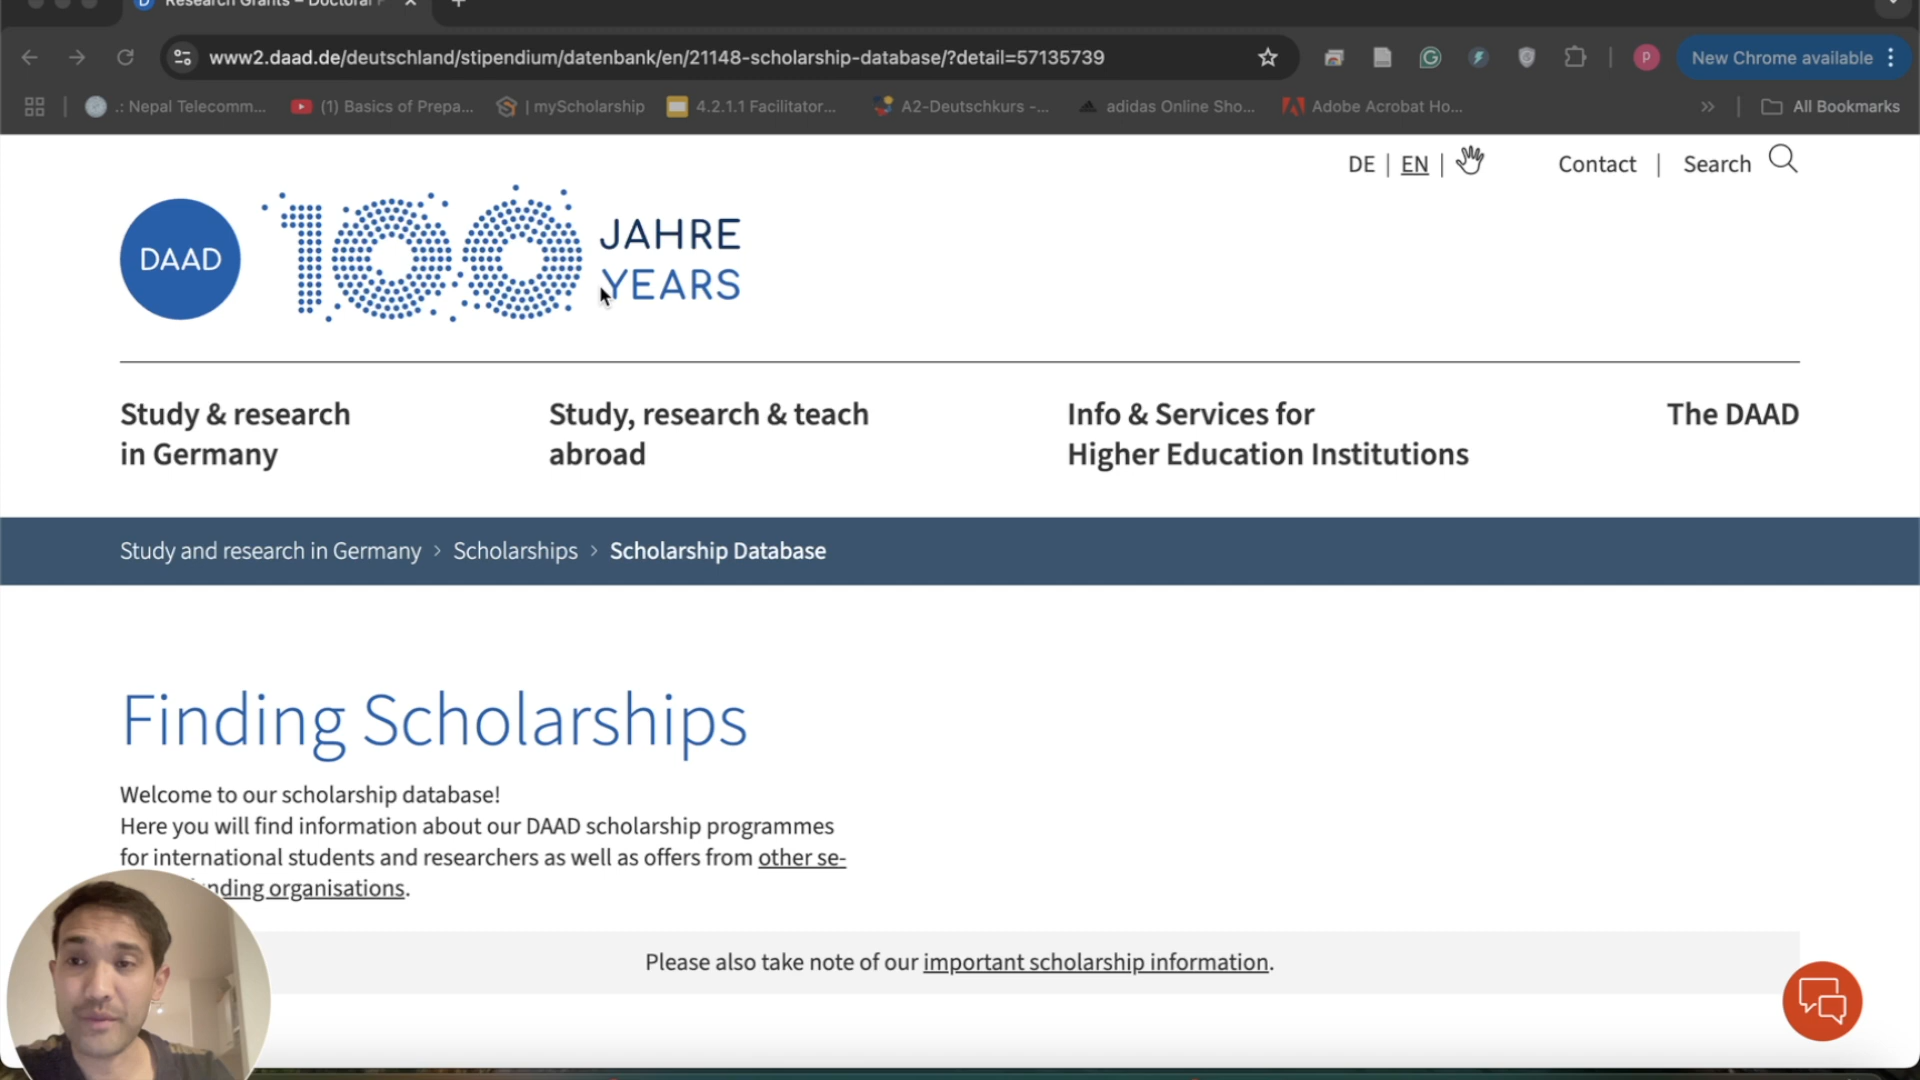 Research Grants – Doctoral P
www2.daad.de/deutschland/stipendium/datenbank/en/21148-scholarship-database/?detail=57135739
P
New Chrome available
.: Nepal Telecomm...
(1) Basics of Prepa...
| myScholarship
4.2.1.1 Facilitator...
A2-Deutschkurs -...
adidas Online Sho...
Adobe Acrobat Ho...
All Bookmarks
DE | EN |
Contact | Search
DAAD
100
JAHRE
YEARS
Study & research
in Germany
Study, research & teach
abroad
Info & Services for
Higher Education Institutions
The DAAD
Study and research in Germany > Scholarships > Scholarship Database
Finding Scholarships
Welcome to our scholarship database!
Here you will find information about our DAAD scholarship programmes
for international students and researchers as well as offers from other se-
organisations.
Please also take note of our important scholarship information.